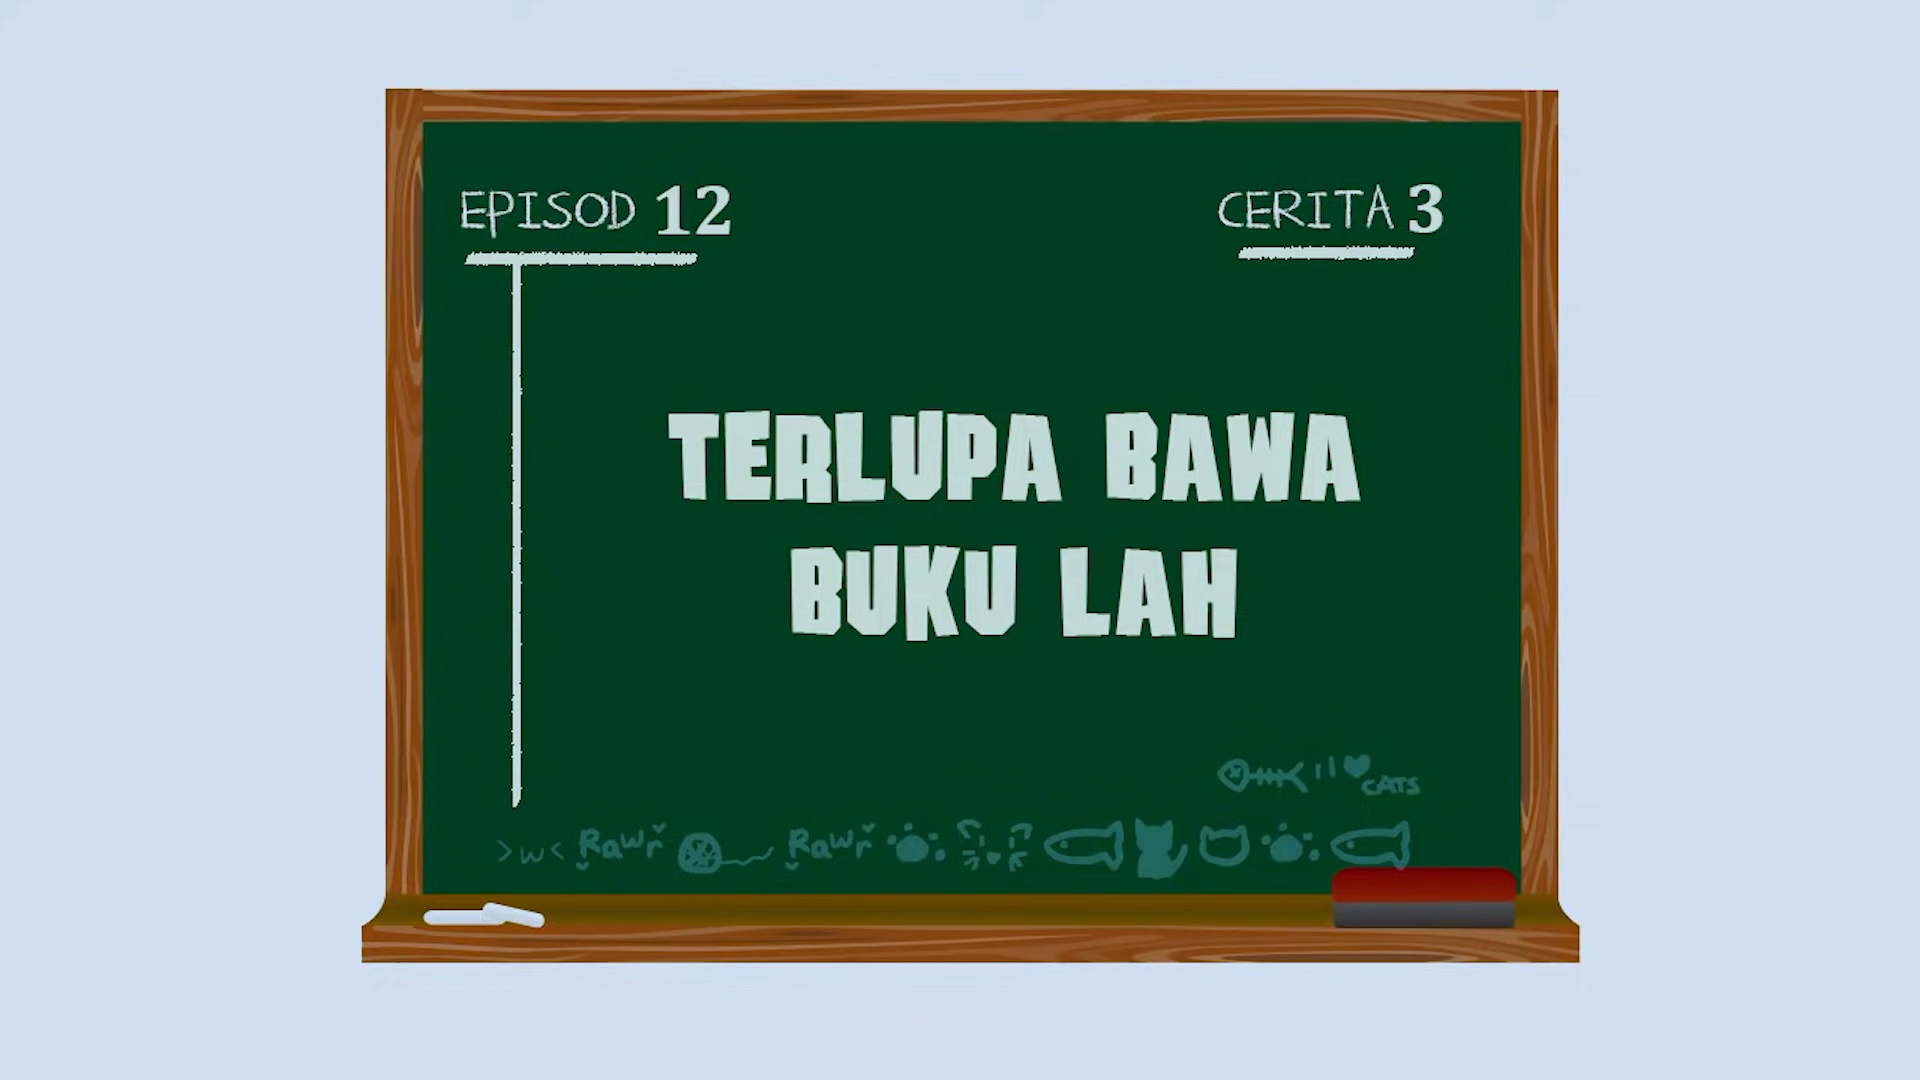 EPISOD 12
CERITA 3
TERLUPA BAWA
BUKU LAH
CATS
>w< Rawr Rawr